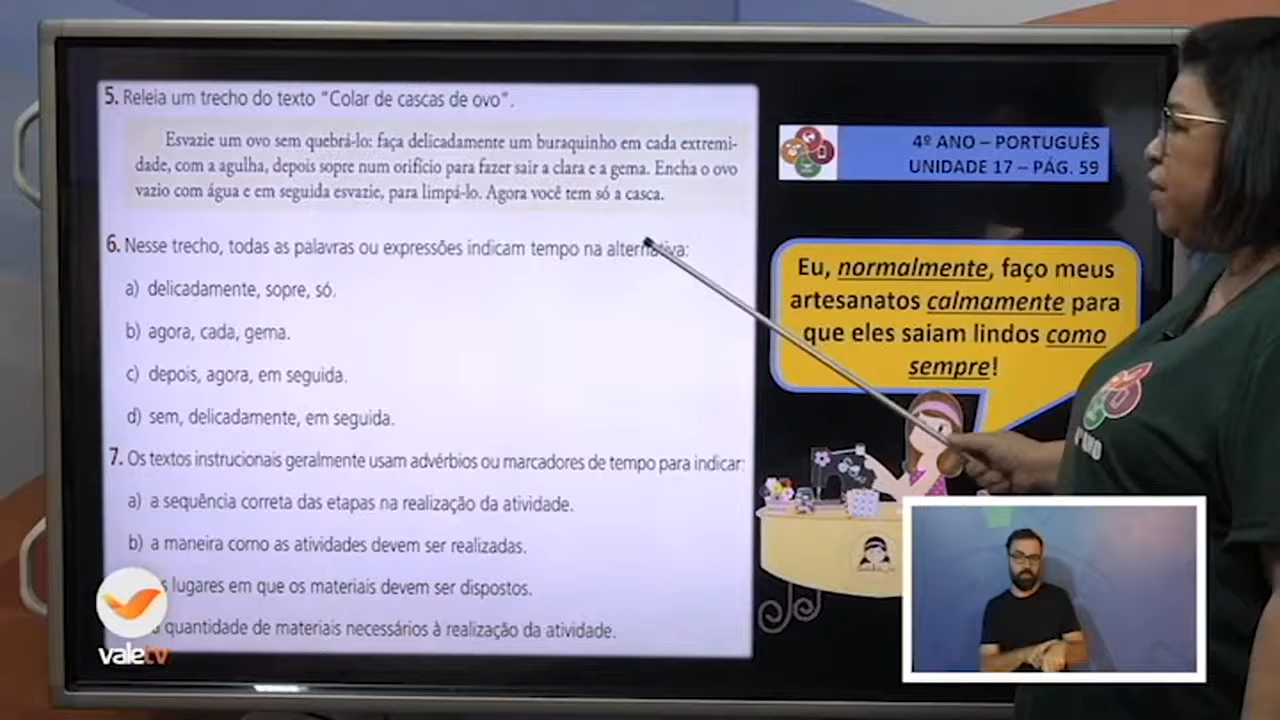 5. Releia um trecho do texto "Colar de cascas de ovo".
Esvazie um ovo sem quebrá-lo: faça delicadamente um buraquinho em cada extremi-
dade, com a agulha, depois sopre num orifício para fazer sair a clara e a gema. Encha o ovo
vazio com água e em seguida esvazie, para limpá-lo. Agora você tem só a casca.
6. Nesse trecho, todas as palavras ou expressões indicam tempo na alternativa:
a) delicadamente, sopre, só.
b) agora, cada, gema.
c) depois, agora, em seguida.
d) sem, delicadamente, em seguida.
7. Os textos instrucionais geralmente usam advérbios ou marcadores de tempo para indicar:
a) a sequência correta das etapas na realização da atividade.
b) a maneira como as atividades devem ser realizadas.
lugares em que os materiais devem ser dispostos.
quantidade de materiais necessários à realização da atividade.
4º ANO – PORTUGUÊS
UNIDADE 17 – PÁG. 59
Eu, normalmente, faço meus
artesanatos calmamente para
que eles saiam lindos como
sempre!
valetv